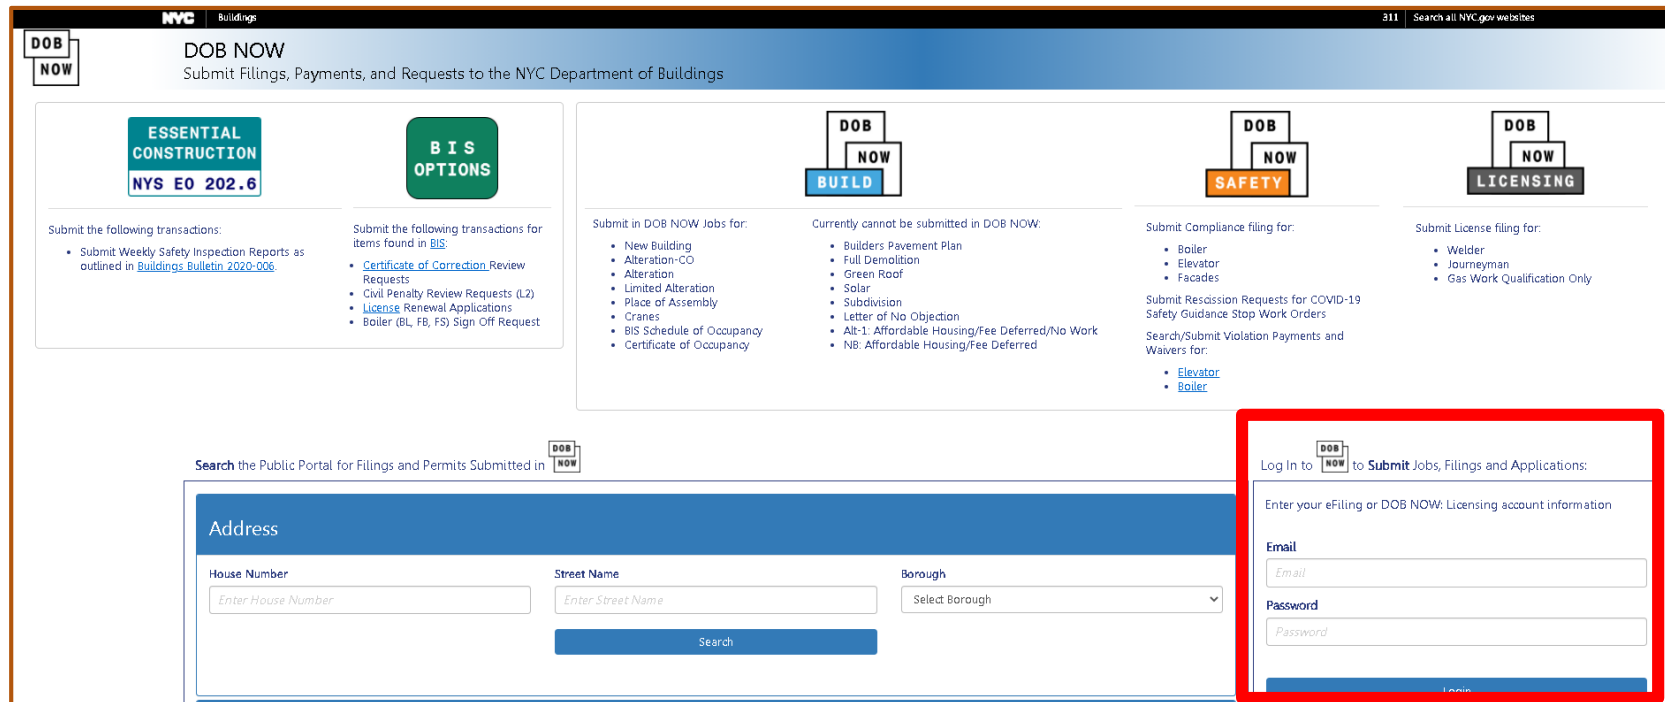 NYC Buildings 311 Search all NYC.gov websites
DOB
NOW
DOB NOW
Submit Filings, Payments, and Requests to the NYC Department of Buildings
ESSENTIAL
CONSTRUCTION
NYS EO 202.6
Submit the following transactions:
• Submit Weekly Safety Inspection Reports as
outlined in Buildings Bulletin 2020-006.
BIS
OPTIONS
Submit the following transactions for
items found in BIS:
• Certificate of Correction Review
Requests
• Civil Penalty Review Requests (L2)
• License Renewal Applications
• Boiler (BL, FB, FS) Sign Off Request
DOB
NOW
BUILD
Submit in DOB NOW Jobs for:
• New Building
• Alteration-CO
• Alteration
• Limited Alteration
• Place of Assembly
• Cranes
• BIS Schedule of Occupancy
• Certificate of Occupancy
Currently cannot be submitted in DOB NOW:
• Builders Pavement Plan
• Full Demolition
• Green Roof
• Solar
• Subdivision
• Letter of No Objection
• Alt-1: Affordable Housing/Fee Deferred/No Work
• NB: Affordable Housing/Fee Deferred
DOB
NOW
SAFETY
Submit Compliance filing for:
• Boiler
• Elevator
• Facades
Submit Rescission Requests for COVID-19
Safety Guidance Stop Work Orders
Search/Submit Violation Payments and
Waivers for:
• Elevator
• Boiler
DOB
NOW
LICENSING
Submit License filing for:
• Welder
• Journeyman
• Gas Work Qualification Only
Search the Public Portal for Filings and Permits Submitted in DOB NOW
Address
House Number
Enter House Number
Street Name
Enter Street Name
Borough
Select Borough
Search
Log In to DOB NOW to Submit Jobs, Filings and Applications:
Enter your eFiling or DOB NOW: Licensing account information
Email
Email
Password
Password
Login